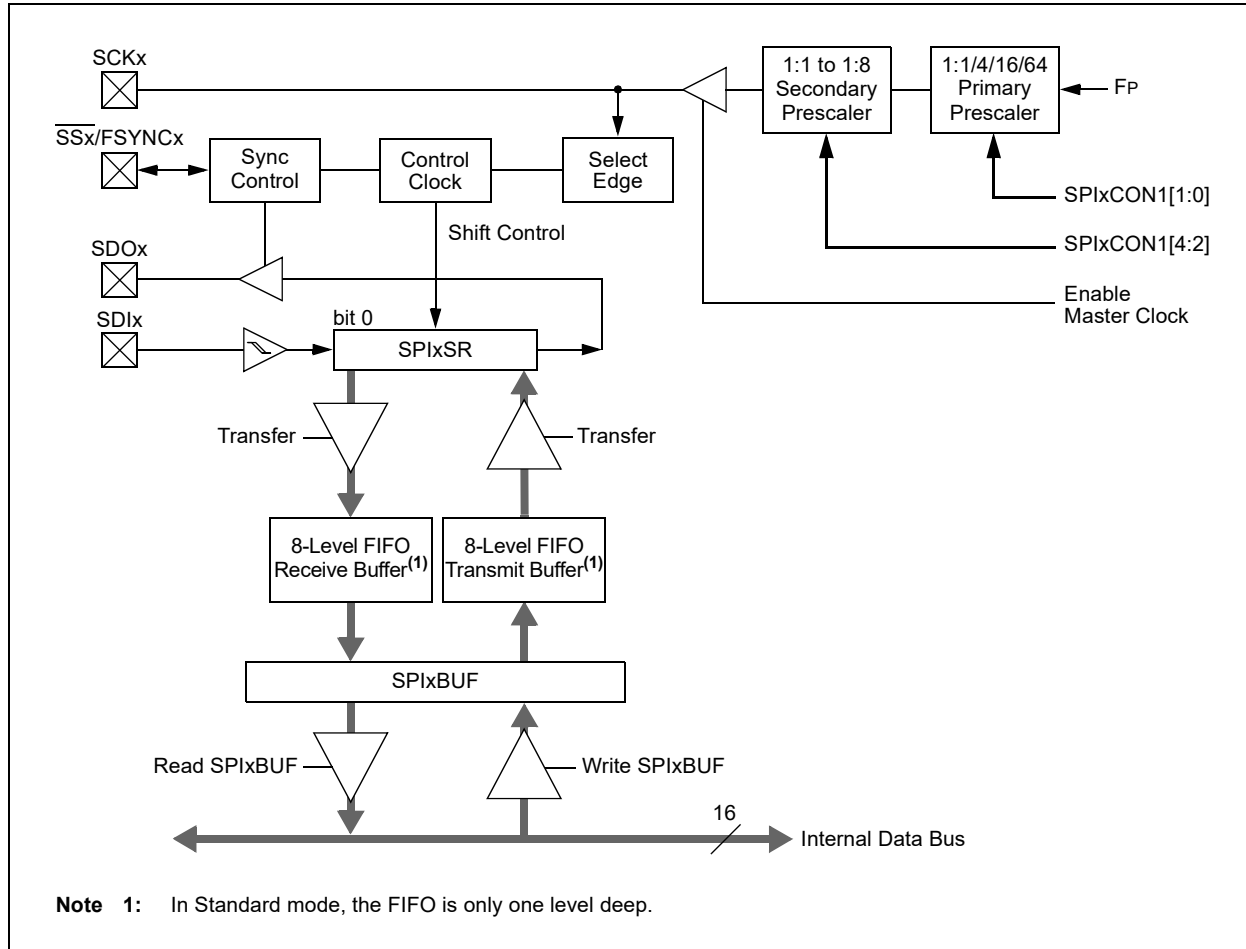 SCKx
1:1 to 1:8
Secondary
Prescaler
1:1/4/16/64
Primary
Prescaler
FP
SSx/FSYNCx
Sync
Control
Control
Clock
Select
Edge
SPIxCON1[1:0]
Shift Control
SPIxCON1[4:2]
SDOx
Enable
Master Clock
SDIx
bit 0
SPIxSR
Transfer
Transfer
8-Level FIFO
Receive Buffer(1)
8-Level FIFO
Transmit Buffer(1)
SPIxBUF
Read SPIxBUF
Write SPIxBUF
16
Internal Data Bus
Note 1: In Standard mode, the FIFO is only one level deep.